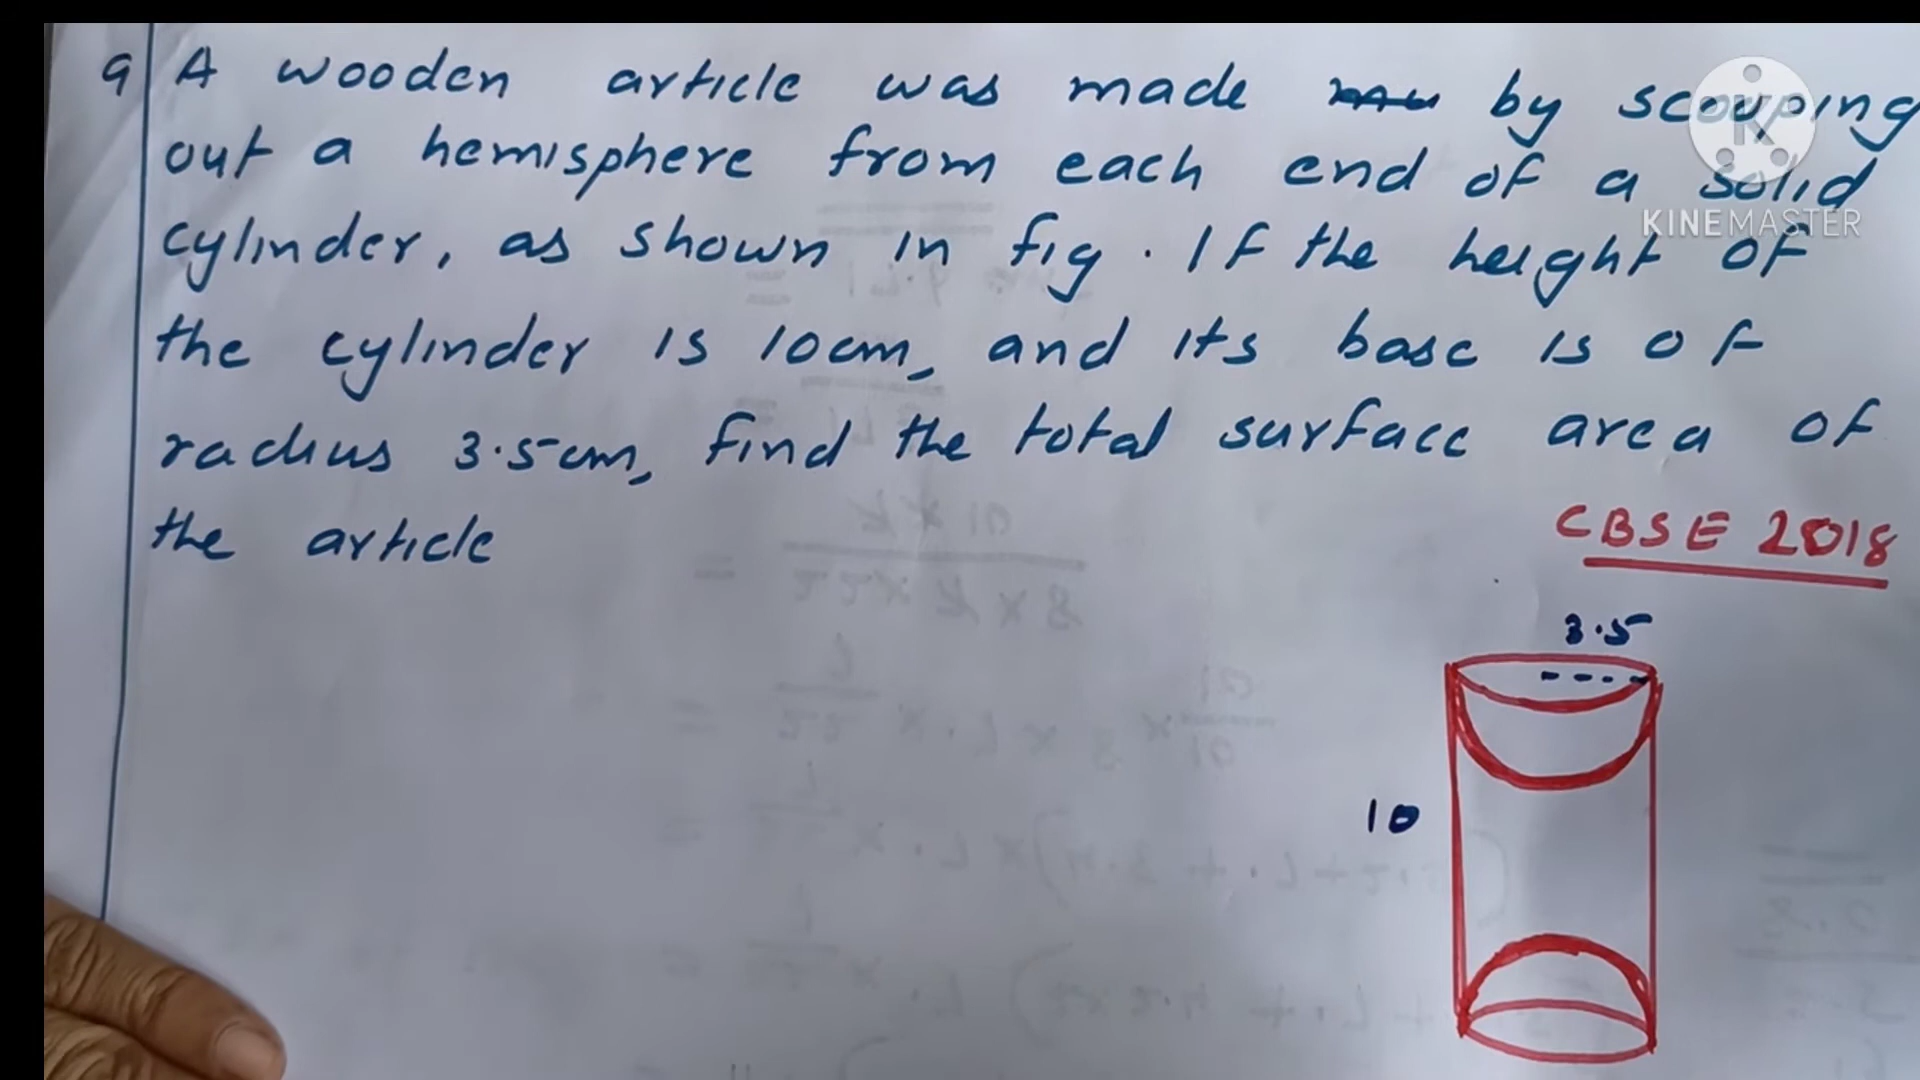 9 A wooden article was made by scouping
out a hemisphere from each end of a solid
cylinder, as shown in fig. If the height of
the cylinder is 10cm, and its base is of
radius 3.5cm, find the total surface area of
the article
CBSE 2018
3.5
10
K
KINEMASTER